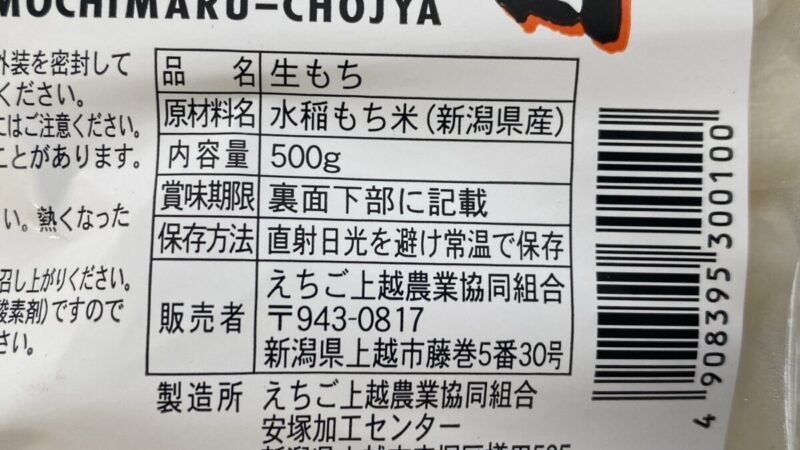 MOCHIMARU-CHOJYA
外装を密封して
ください。
にはご注意ください。
ことがあります。
い。熱くなった
召し上がりください。
酸素剤)ですので
さい。
品 名 生もち
原材料名 水稲もち米(新潟県産)
内容量 500g
賞味期限 裏面下部に記載
保存方法 直射日光を避け常温で保存
販売者 えちご上越農業協同組合
〒943-0817
新潟県上越市藤巻5番30号
製造所 えちご上越農業協同組合
安塚加工センター
4 908395 300100